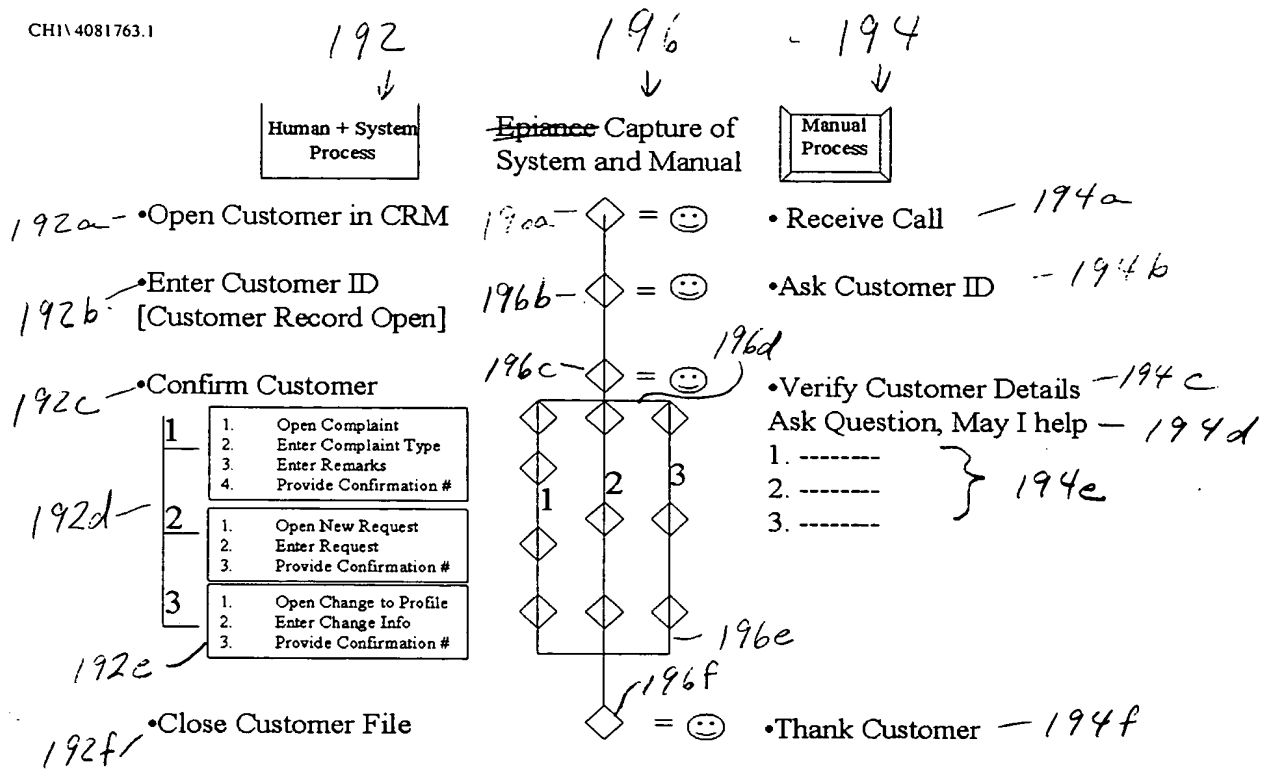 CH1\4081763.1
192
196
- 194
Human + System
Process
Epiance Capture of
System and Manual
Manual
Process
192a
•Open Customer in CRM
=
• Receive Call
194a
192b
•Enter Customer ID
[Customer Record Open]
196b
=
•Ask Customer ID
194b
192c
•Confirm Customer
196c
=
196d
•Verify Customer Details
194c
Ask Question, May I help
194d
1. --------
2. --------
3. --------
194e
192d
1
1. Open Complaint
2. Enter Complaint Type
3. Enter Remarks
4. Provide Confirmation #
2
1. Open New Request
2. Enter Request
3. Provide Confirmation #
3
1. Open Change to Profile
2. Enter Change Info
3. Provide Confirmation #
192e
1
2
3
196e
196f
192f
•Close Customer File
=
•Thank Customer
194f